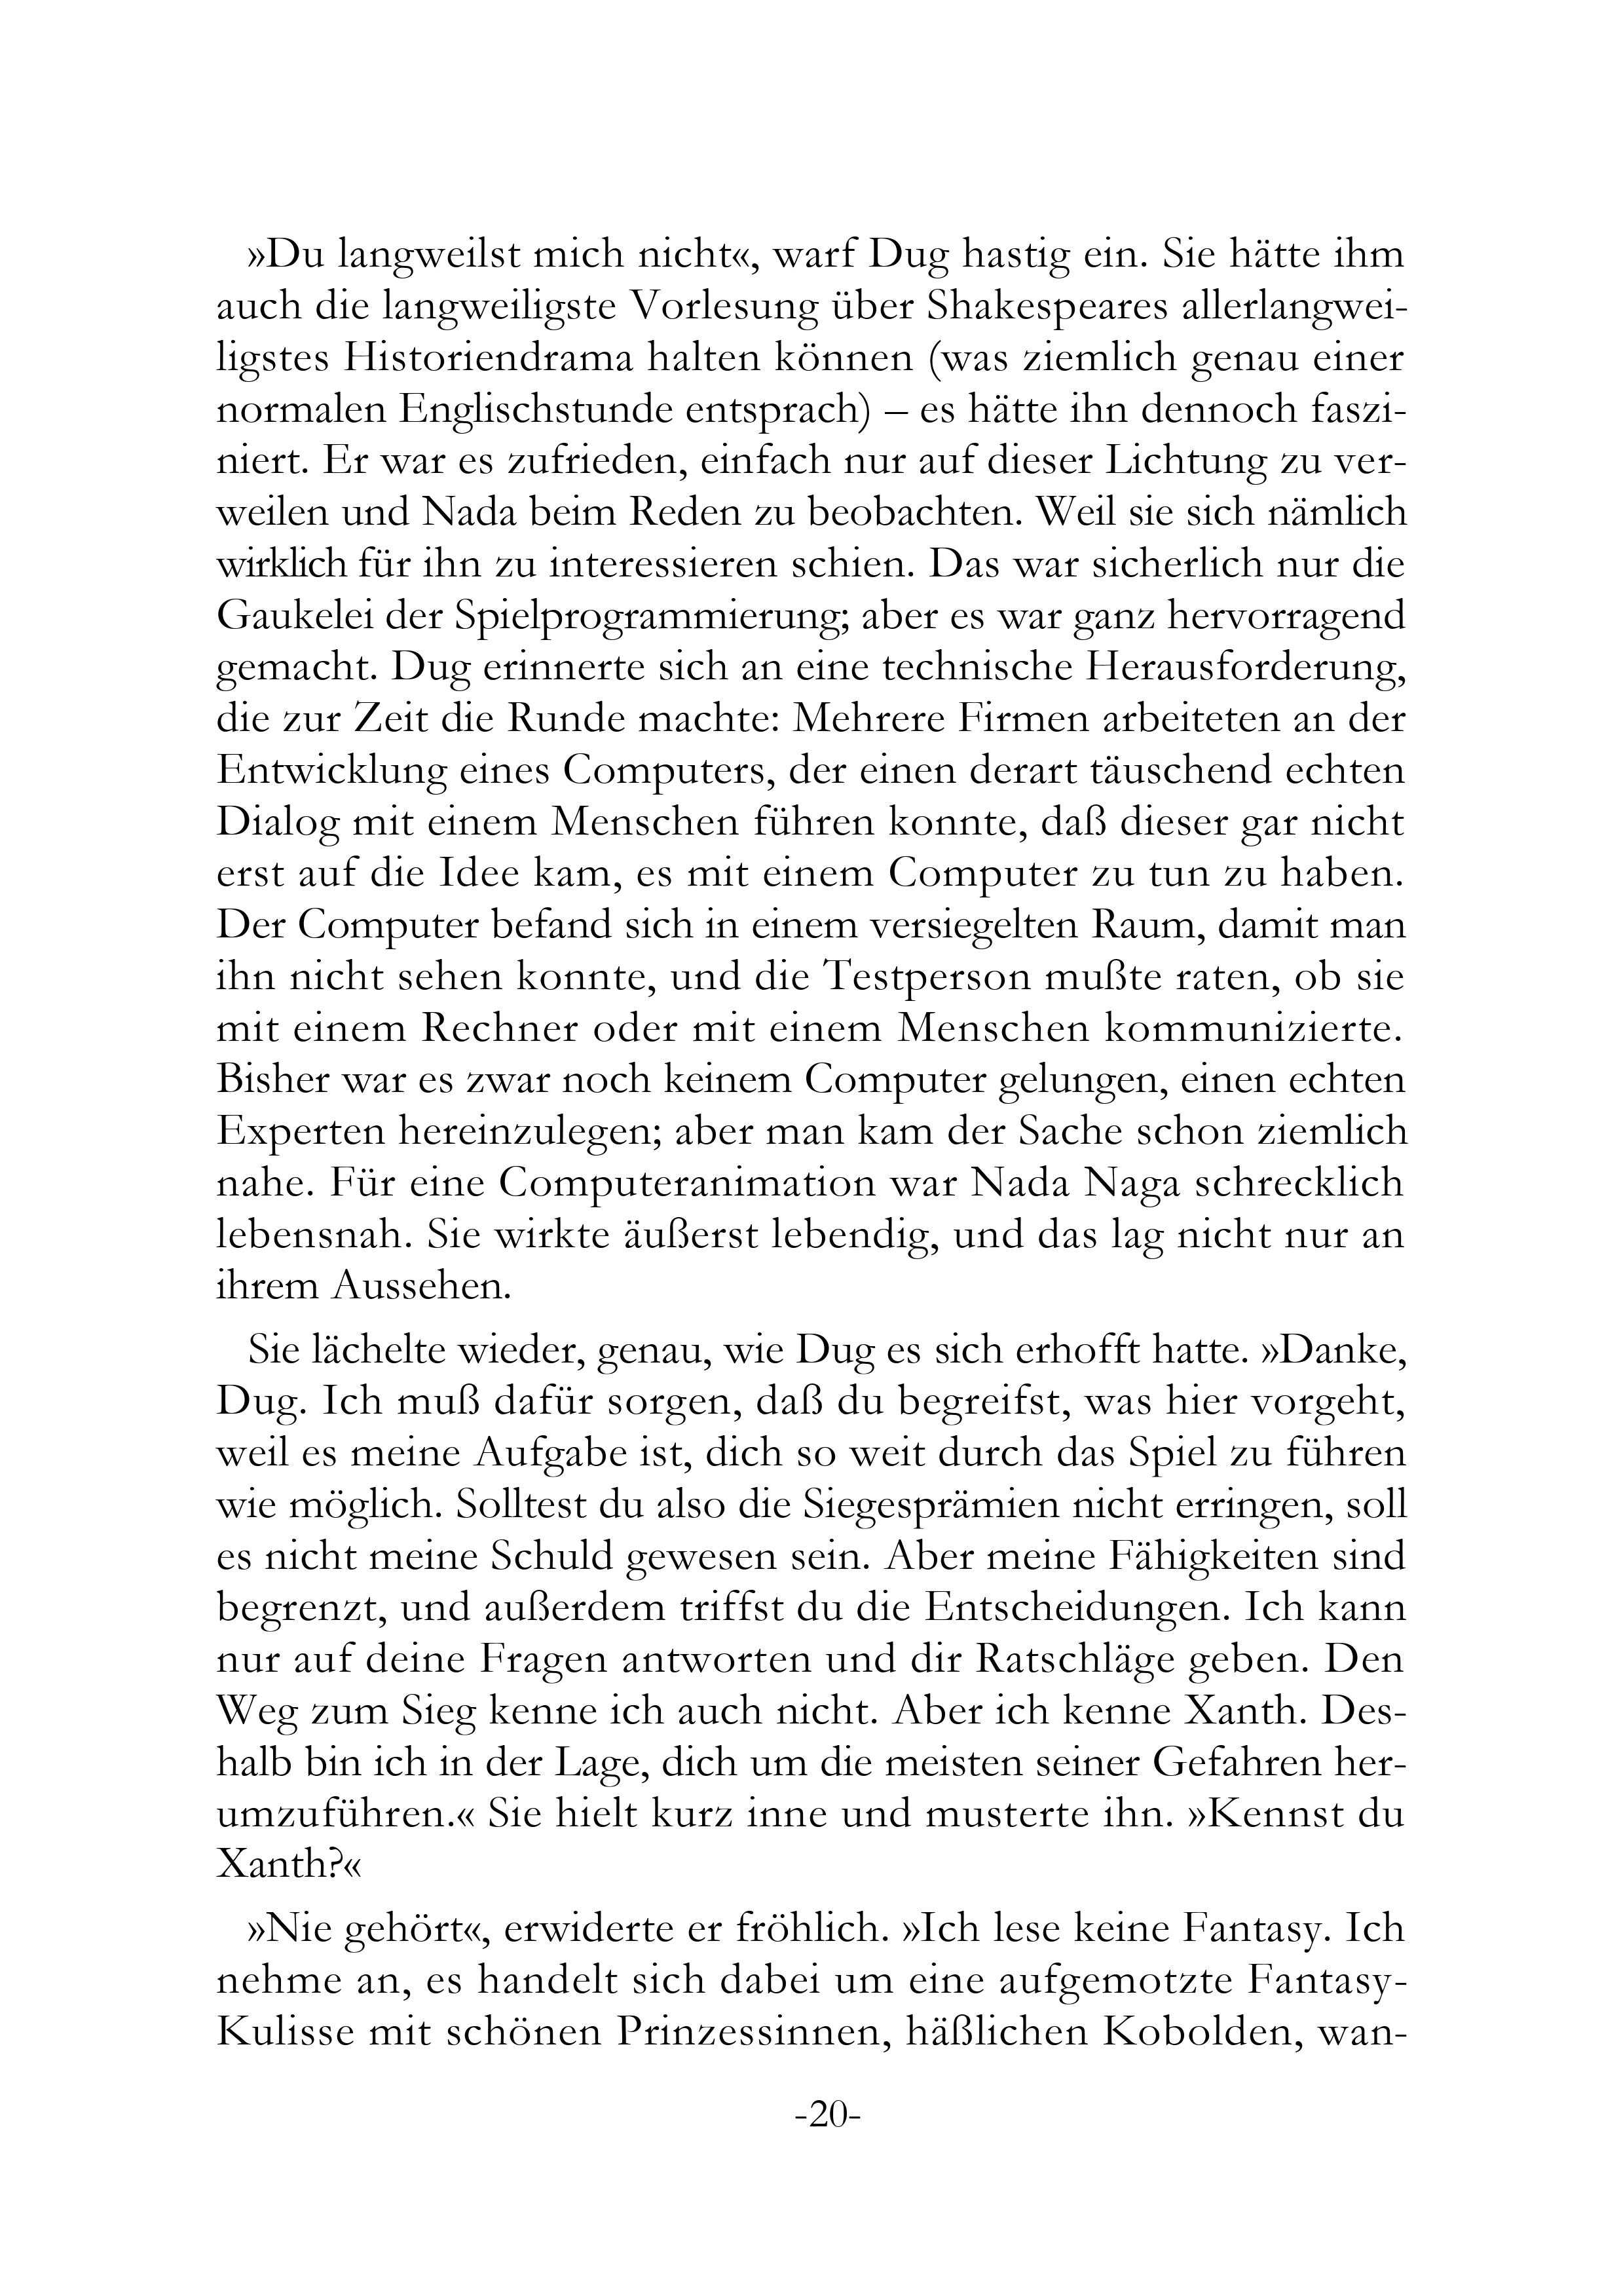 »Du langweilst mich nicht«, warf Dug hastig ein. Sie hätte ihm
auch die langweiligste Vorlesung über Shakespeares allerlangwei-
ligstes Historiendrama halten können (was ziemlich genau einer
normalen Englischstunde entsprach) – es hätte ihn dennoch faszi-
niert. Er war es zufrieden, einfach nur auf dieser Lichtung zu ver-
weilen und Nada beim Reden zu beobachten. Weil sie sich nämlich
wirklich für ihn zu interessieren schien. Das war sicherlich nur die
Gaukelei der Spielprogrammierung; aber es war ganz hervorragend
gemacht. Dug erinnerte sich an eine technische Herausforderung,
die zur Zeit die Runde machte: Mehrere Firmen arbeiteten an der
Entwicklung eines Computers, der einen derart täuschend echten
Dialog mit einem Menschen führen konnte, daß dieser gar nicht
erst auf die Idee kam, es mit einem Computer zu tun zu haben.
Der Computer befand sich in einem versiegelten Raum, damit man
ihn nicht sehen konnte, und die Testperson mußte raten, ob sie
mit einem Rechner oder mit einem Menschen kommunizierte.
Bisher war es zwar noch keinem Computer gelungen, einen echten
Experten hereinzulegen; aber man kam der Sache schon ziemlich
nahe. Für eine Computeranimation war Nada Naga schrecklich
lebensnah. Sie wirkte äußerst lebendig, und das lag nicht nur an
ihrem Aussehen.
Sie lächelte wieder, genau, wie Dug es sich erhofft hatte. »Danke,
Dug. Ich muß dafür sorgen, daß du begreifst, was hier vorgeht,
weil es meine Aufgabe ist, dich so weit durch das Spiel zu führen
wie möglich. Solltest du also die Siegesprämien nicht erringen, soll
es nicht meine Schuld gewesen sein. Aber meine Fähigkeiten sind
begrenzt, und außerdem triffst du die Entscheidungen. Ich kann
nur auf deine Fragen antworten und dir Ratschläge geben. Den
Weg zum Sieg kenne ich auch nicht. Aber ich kenne Xanth. Des-
halb bin ich in der Lage, dich um die meisten seiner Gefahren her-
umzuführen.« Sie hielt kurz inne und musterte ihn. »Kennst du
Xanth?«
»Nie gehört«, erwiderte er fröhlich. »Ich lese keine Fantasy. Ich
nehme an, es handelt sich dabei um eine aufgemotzte Fantasy-
Kulisse mit schönen Prinzessinnen, häßlichen Kobolden, wan-
-20-